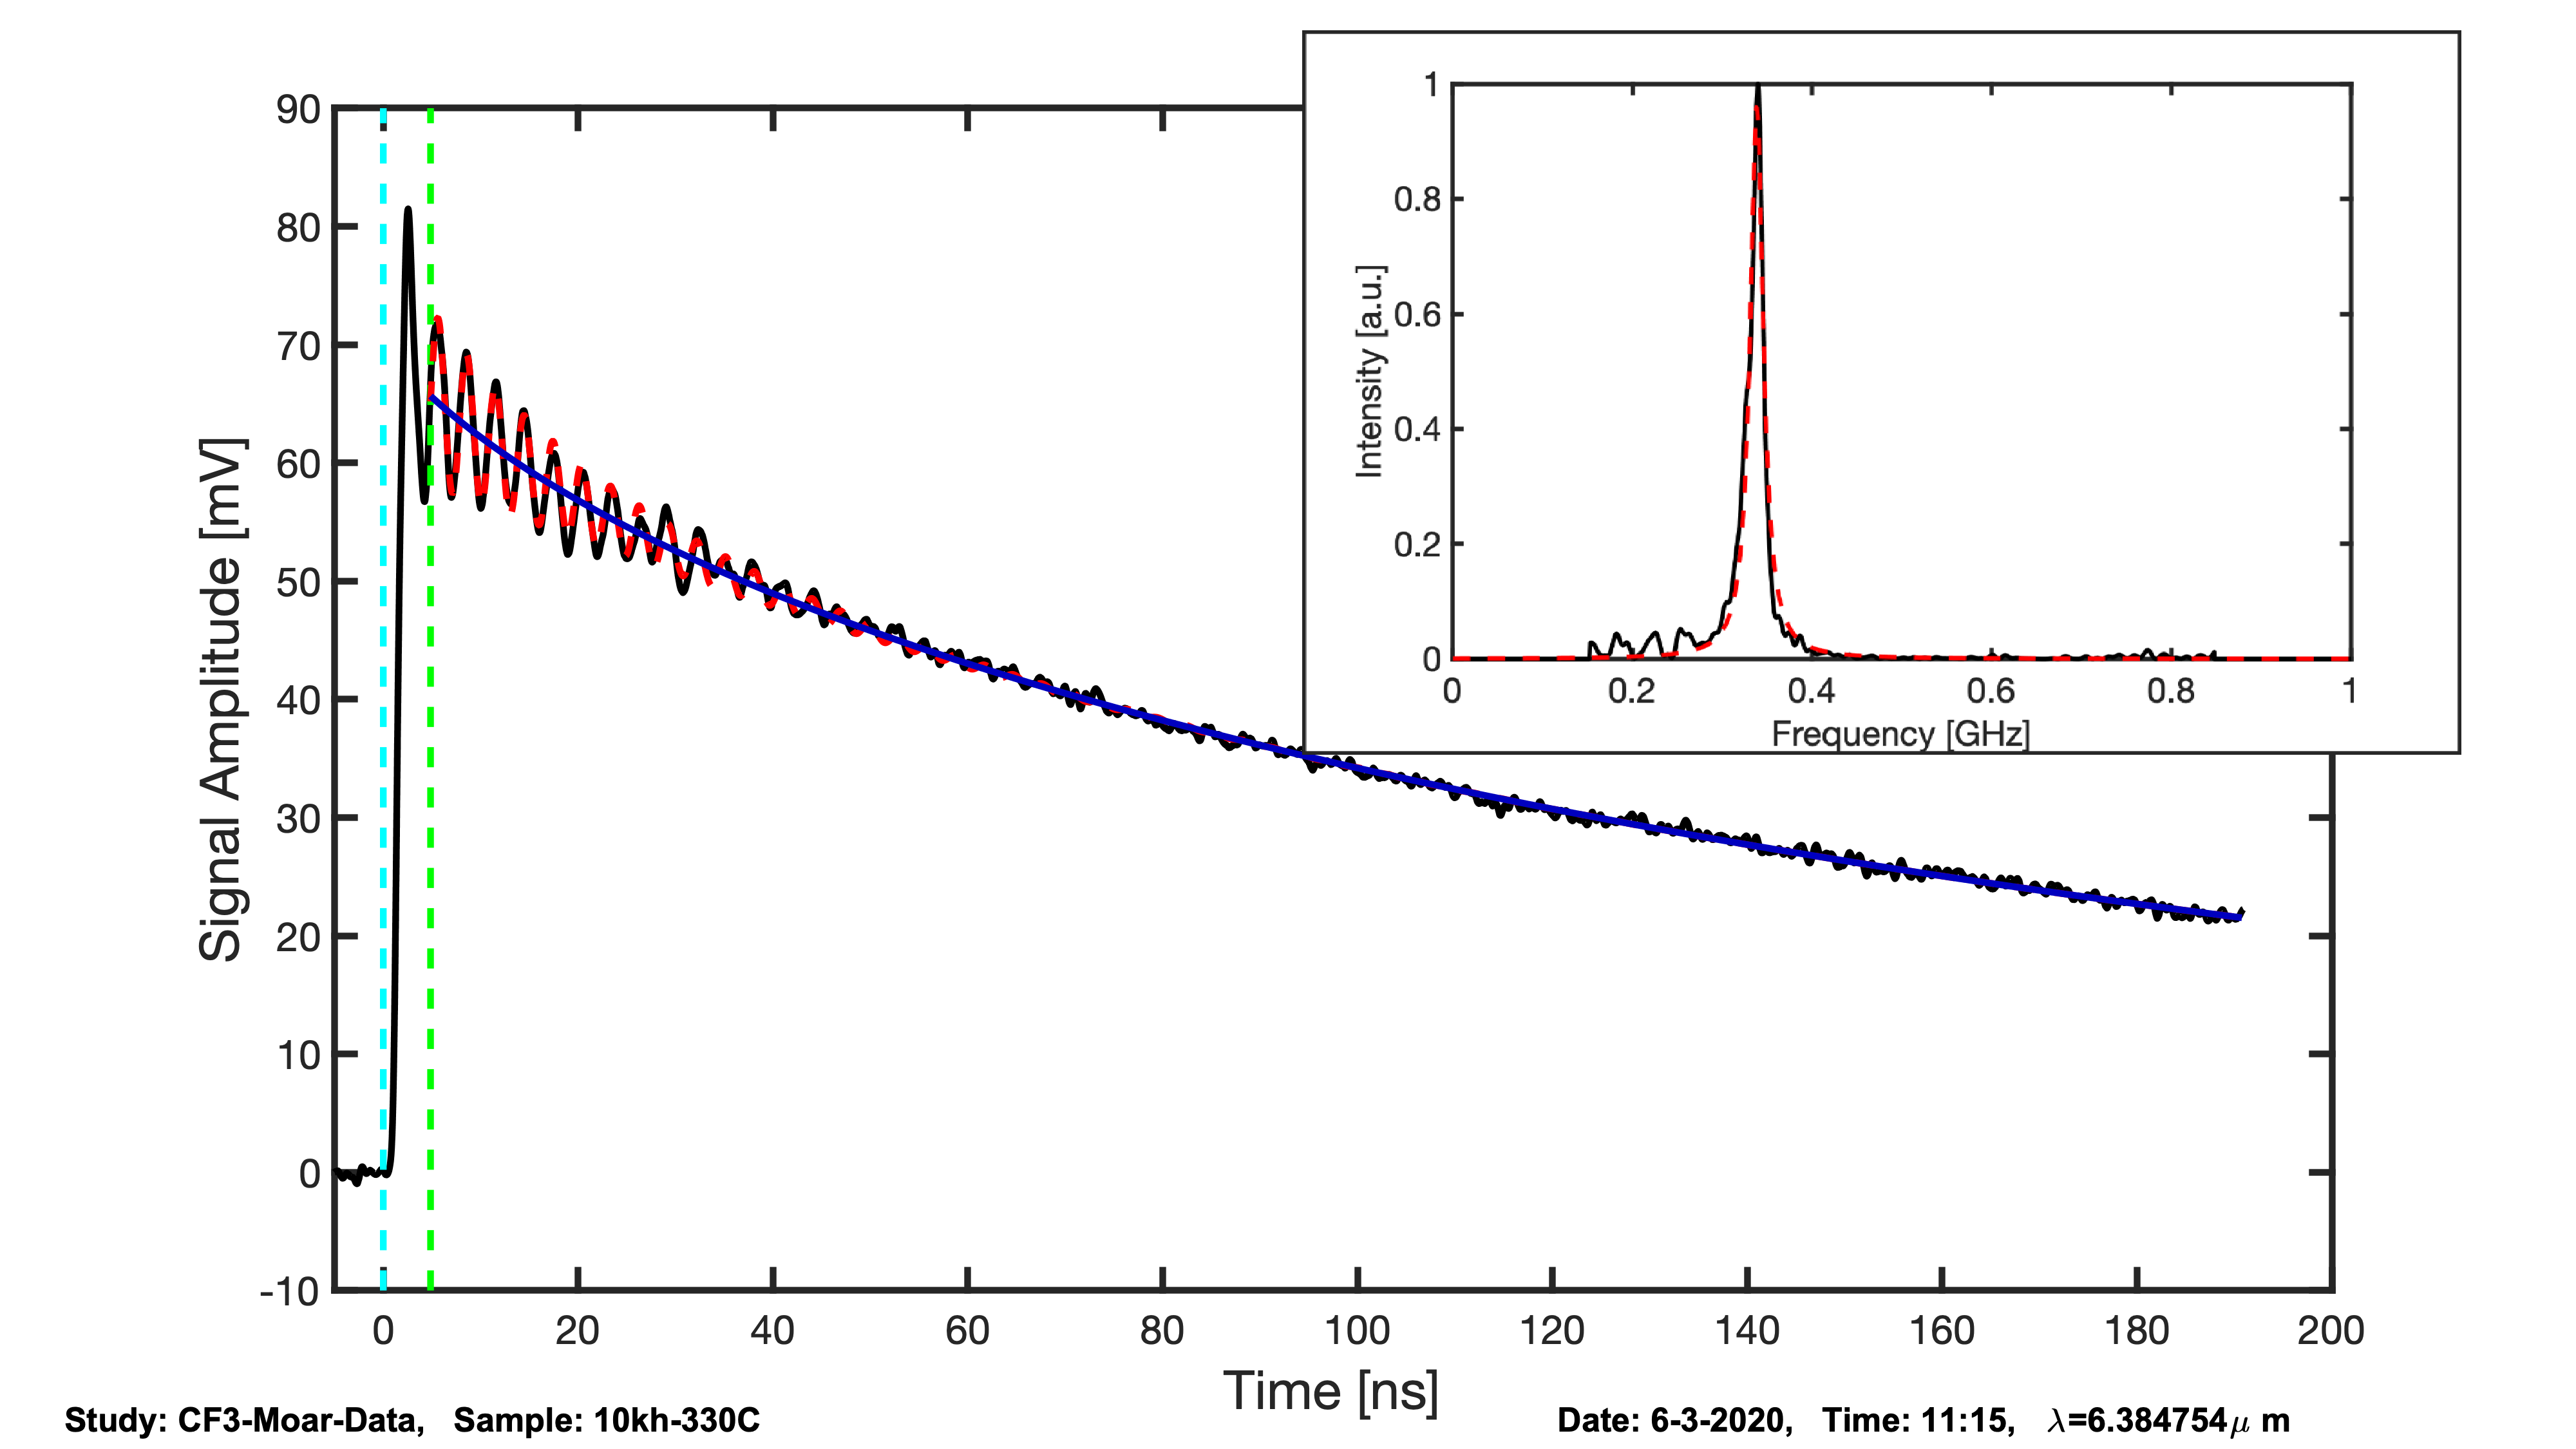 90
80
70
60
50
40
30
20
10
0
-10
Signal Amplitude [mV]
0 20 40 60 80 100 120 140 160 180 200
Time [ns]
1
0.8
0.6
0.4
0.2
0
Intensity [a.u.]
0 0.2 0.4 0.6 0.8 1
Frequency [GHz]
Study: CF3-Moar-Data, Sample: 10kh-330C
Date: 6-3-2020, Time: 11:15, λ=6.384754μ m